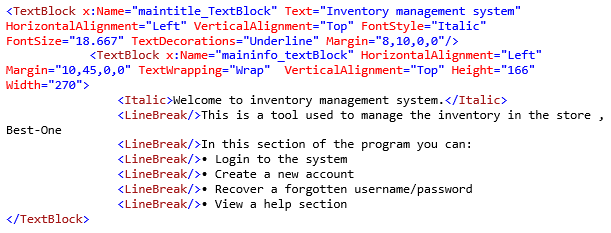 <TextBlock x:Name="maintitle_TextBlock" Text="Inventory management system"
HorizontalAlignment="Left" VerticalAlignment="Top" FontStyle="Italic"
FontSize="18.667" TextDecorations="Underline" Margin="8,10,0,0"/>
<TextBlock x:Name="maininfo_textBlock" HorizontalAlignment="Left"
Margin="10,45,0,0" TextWrapping="Wrap"  VerticalAlignment="Top" Height="166"
Width="270">
<Italic>Welcome to inventory management system.</Italic>
<LineBreak/>This is a tool used to manage the inventory in the store ,
Best-One
<LineBreak/>In this section of the program you can:
<LineBreak/>• Login to the system
<LineBreak/>• Create a new account
<LineBreak/>• Recover a forgotten username/password
<LineBreak/>• View a help section
</TextBlock>